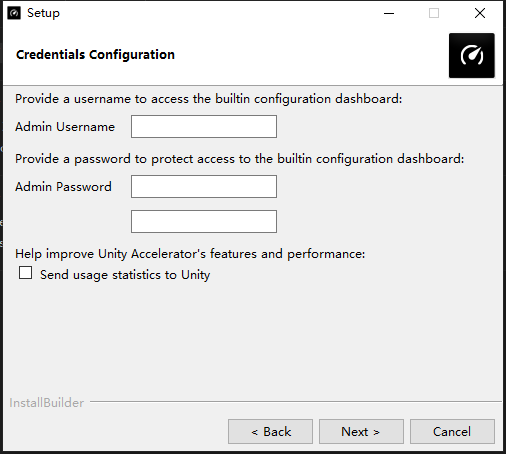 Setup
Credentials Configuration
Provide a username to access the builtin configuration dashboard:
Admin Username
Provide a password to protect access to the builtin configuration dashboard:
Admin Password
Help improve Unity Accelerator's features and performance:
Send usage statistics to Unity
InstallBuilder
< Back
Next >
Cancel